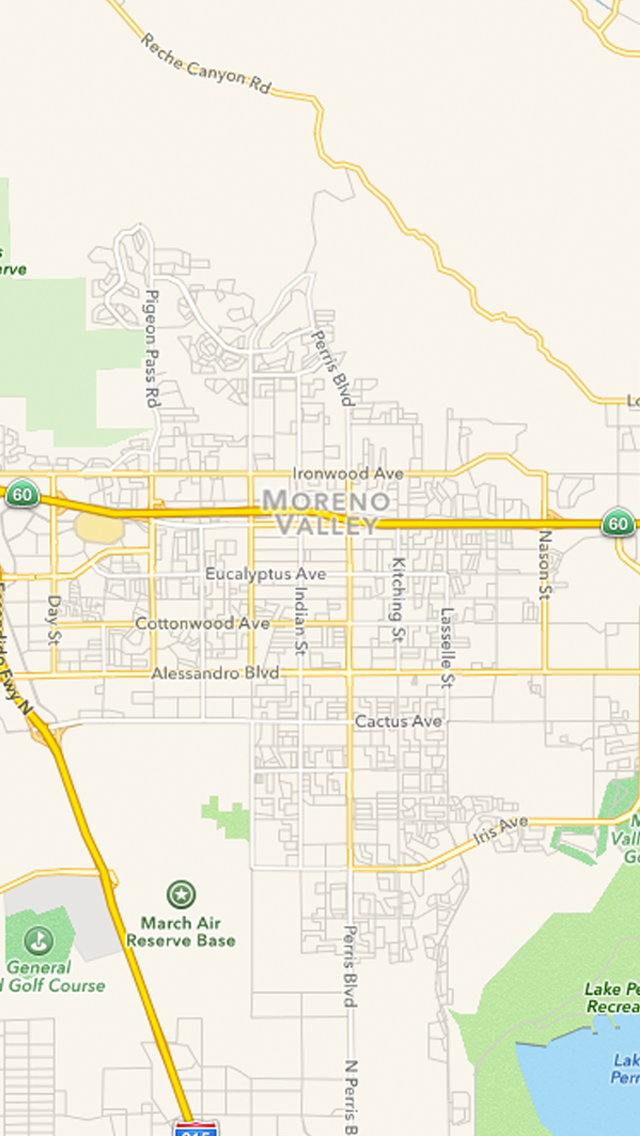 Reche Canyon Rd
erve
Pigeon Pass Rd
Perris Blvd
Lo
Ironwood Ave
60
MORENO
VALLEY
60
Nason St
Eucalyptus Ave
Kitching St
Indian St
Day St
Lasselle St
Cottonwood Ave
Alessandro Blvd
Escondido Fwy N
Cactus Ave
Iris Ave
M
Vall
Go
March Air
Reserve Base
General
d Golf Course
Perris Blvd
Lake Pe
Recrea
Lak
Perr
N Perris B
215